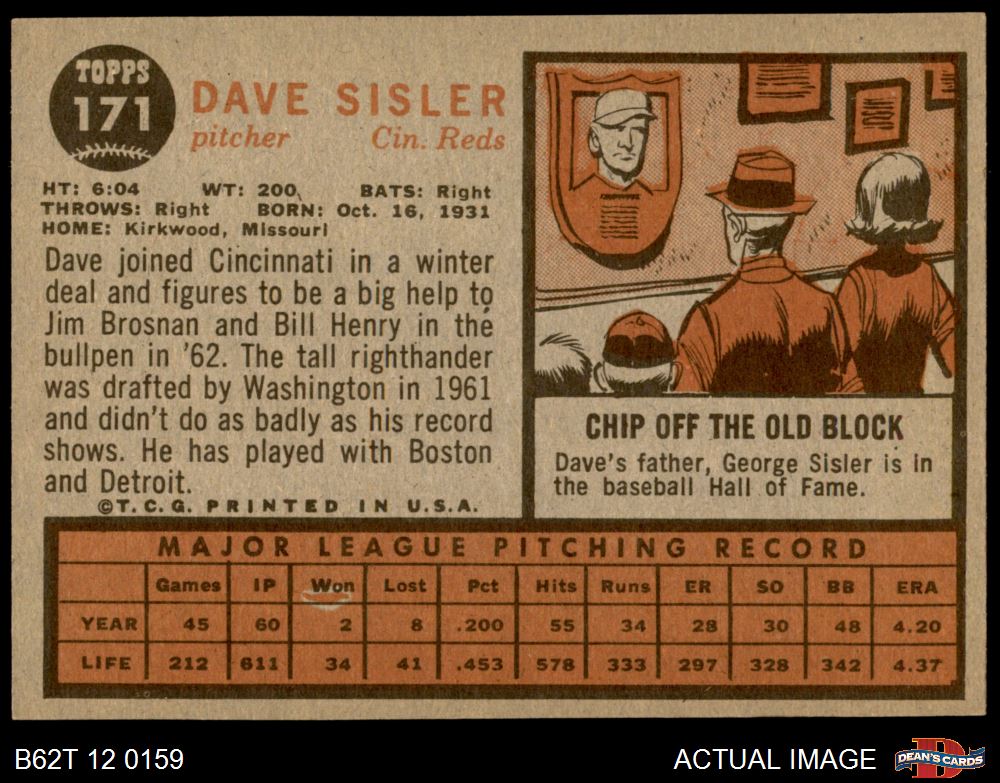 TOPPS
171
DAVE SISLER
pitcher Cin. Reds
HT: 6:04 WT: 200 BATS: Right
THROWS: Right BORN: Oct. 16, 1931
HOME: Kirkwood, Missouri
Dave joined Cincinnati in a winter
deal and figures to be a big help to
Jim Brosnan and Bill Henry in the
bullpen in '62. The tall righthander
was drafted by Washington in 1961
and didn't do as badly as his record
shows. He has played with Boston
and Detroit.
©T.C.G. PRINTED IN U.S.A.
CHIP OFF THE OLD BLOCK
Dave's father, George Sisler is in
the baseball Hall of Fame.
MAJOR LEAGUE PITCHING RECORD
Games IP Won Lost Pct Hits Runs ER SO BB ERA
YEAR 45 60 2 8 .200 55 34 28 30 48 4.20
LIFE 212 611 34 41 .453 578 333 297 328 342 4.37
B62T 12 0159 ACTUAL IMAGE DEAN'S CARDS